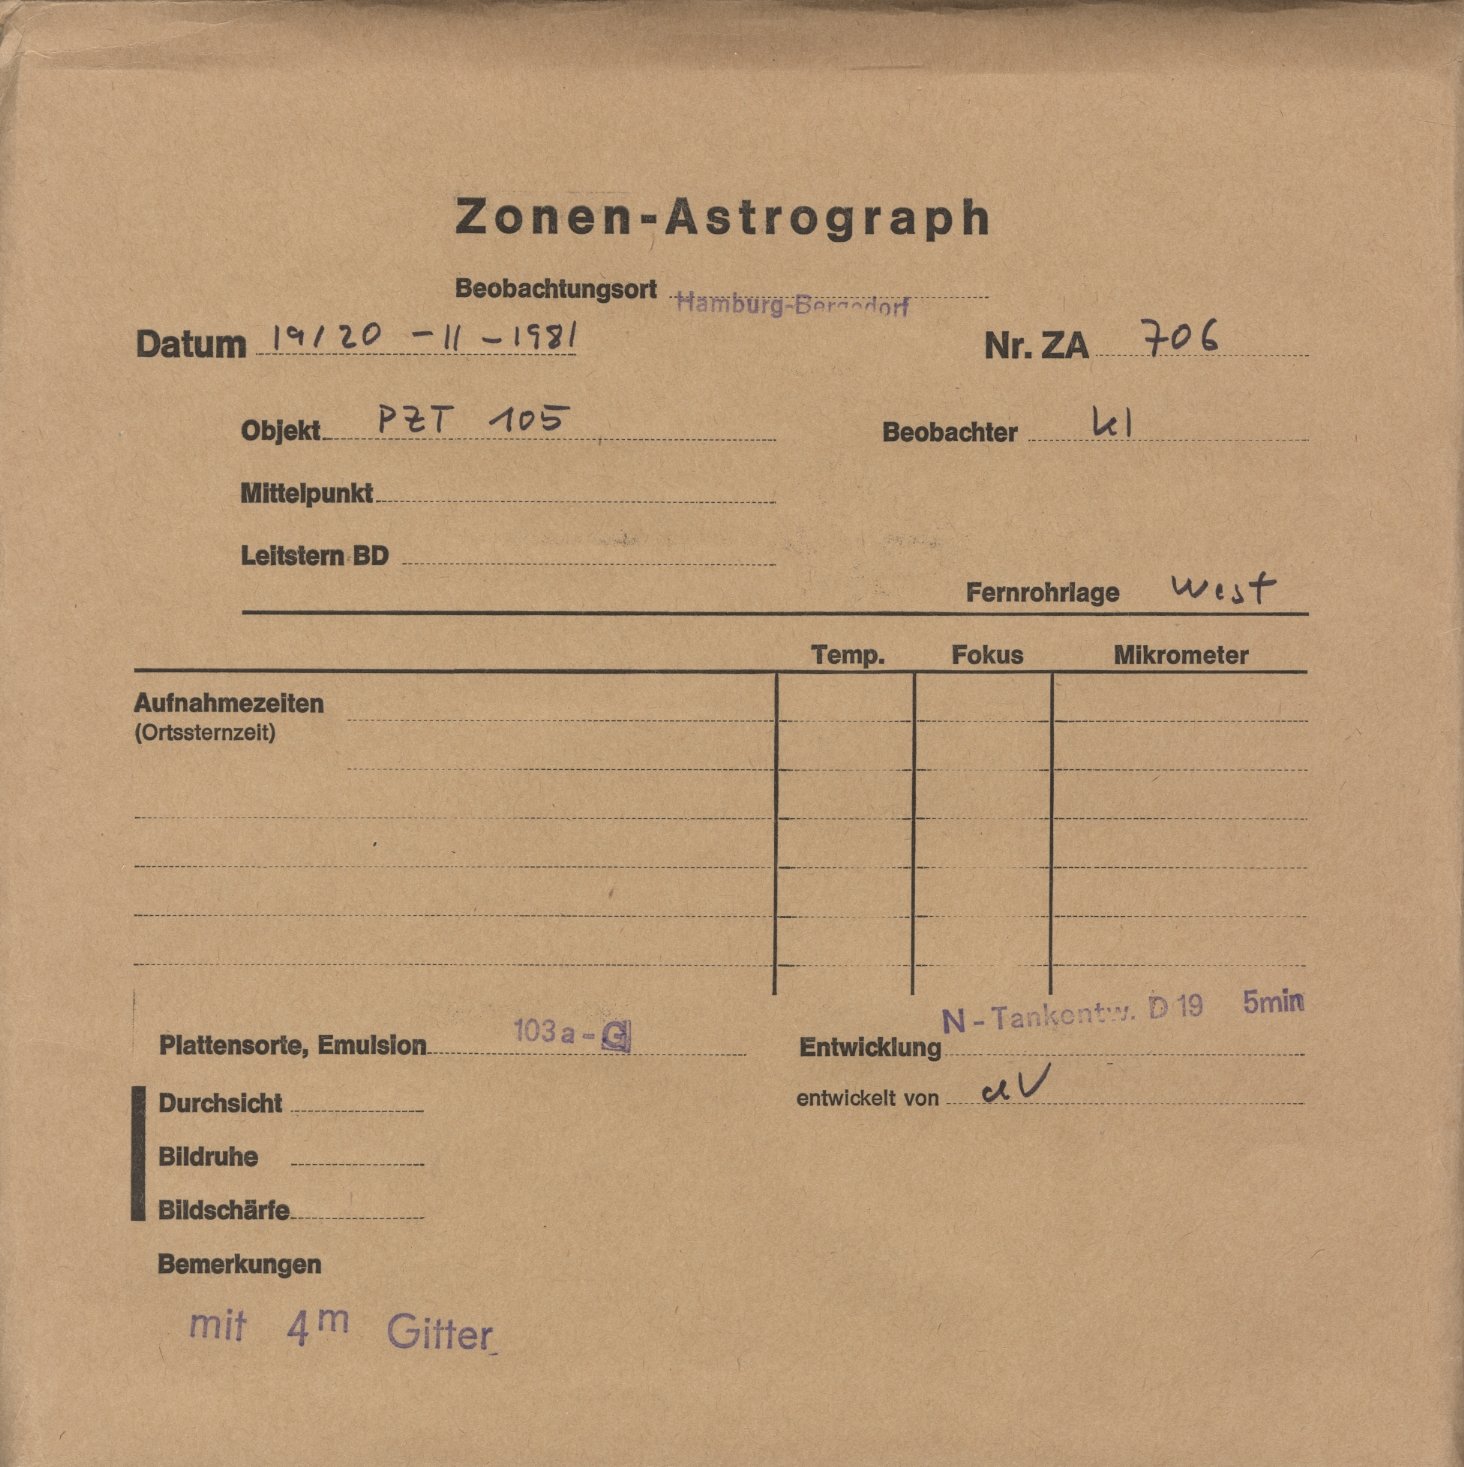 Zonen-Astrograph
Beobachtungsort Hamburg-Bergedorf
Datum 19/20 -11-1981 Nr. ZA 706
Objekt PZT 105 Beobachter kl
Mittelpunkt
Leitstern BD
Fernrohrlage West
Temp. Fokus Mikrometer
Aufnahmezeiten
(Ortssternzeit)
N-Tankentw. D 19 5min
Plattensorte, Emulsion 103a-G Entwicklung
Durchsicht entwickelt von
Bildruhe
Bildschärfe
Bemerkungen
mit 4m Gitter